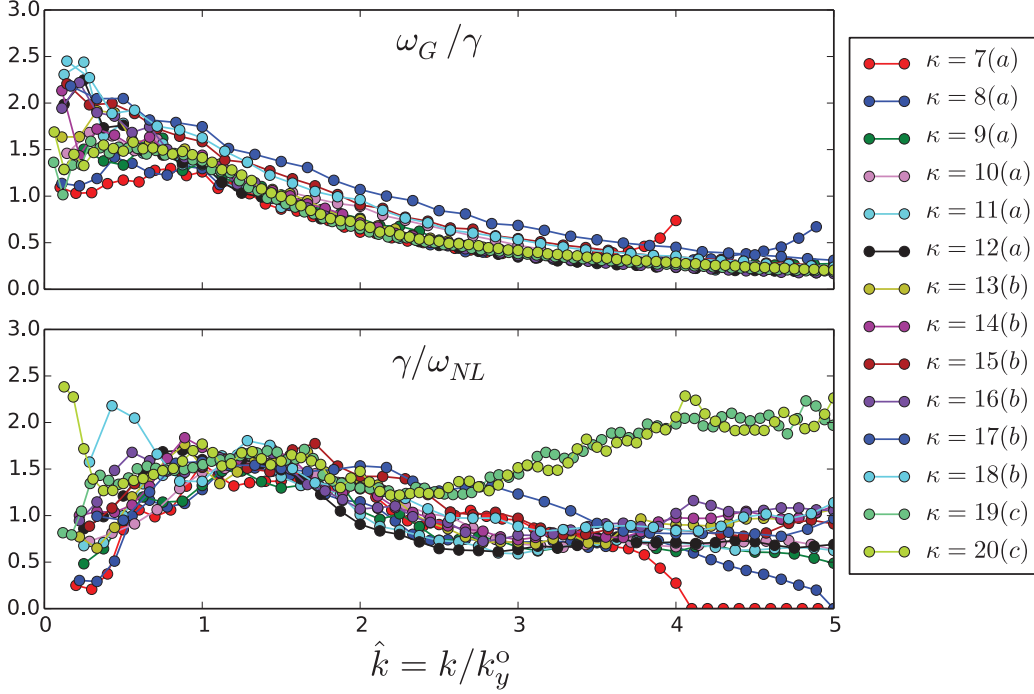 3.0
2.5
2.0
1.5
1.0
0.5
0.0
ω_G/γ
3.0
2.5
2.0
1.5
1.0
0.5
0.0
γ/ω_NL
0 1 2 3 4 5
k̂ = k/k_y^o
κ = 7(a)
κ = 8(a)
κ = 9(a)
κ = 10(a)
κ = 11(a)
κ = 12(a)
κ = 13(b)
κ = 14(b)
κ = 15(b)
κ = 16(b)
κ = 17(b)
κ = 18(b)
κ = 19(c)
κ = 20(c)